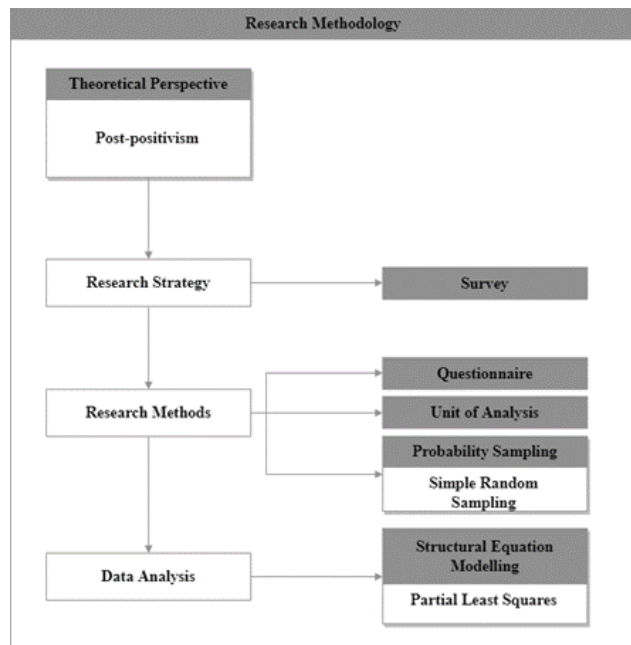 Research Methodology
Theoretical Perspective
Post-positivism
Research Strategy
Survey
Research Methods
Questionnaire
Unit of Analysis
Probability Sampling
Simple Random
Sampling
Data Analysis
Structural Equation
Modelling
Partial Least Squares